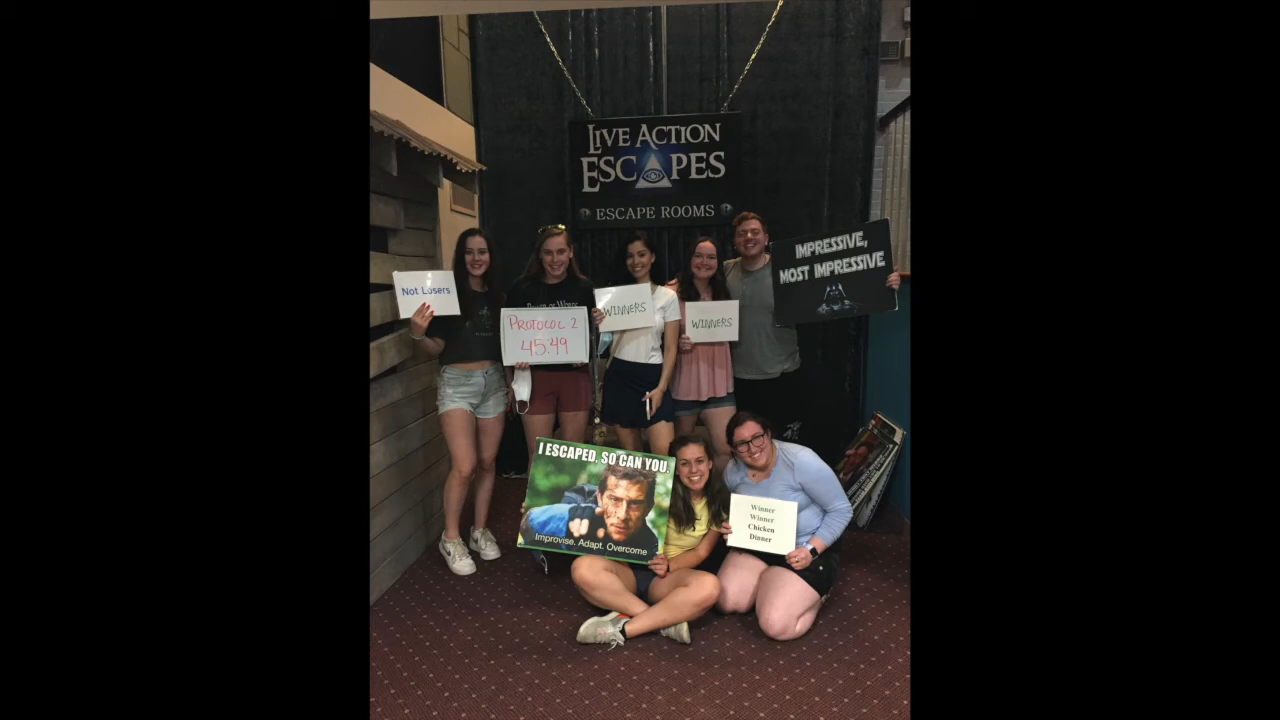 LIVE ACTION
ESCAPES
ESCAPE ROOMS
IMPRESSIVE,
MOST IMPRESSIVE
Not Losers
PROTOCOL 2
45:49
WINNERS
WINNERS
I ESCAPED, SO CAN YOU.
Improvise. Adapt. Overcome
Winner
Winner
Chicken
Dinner